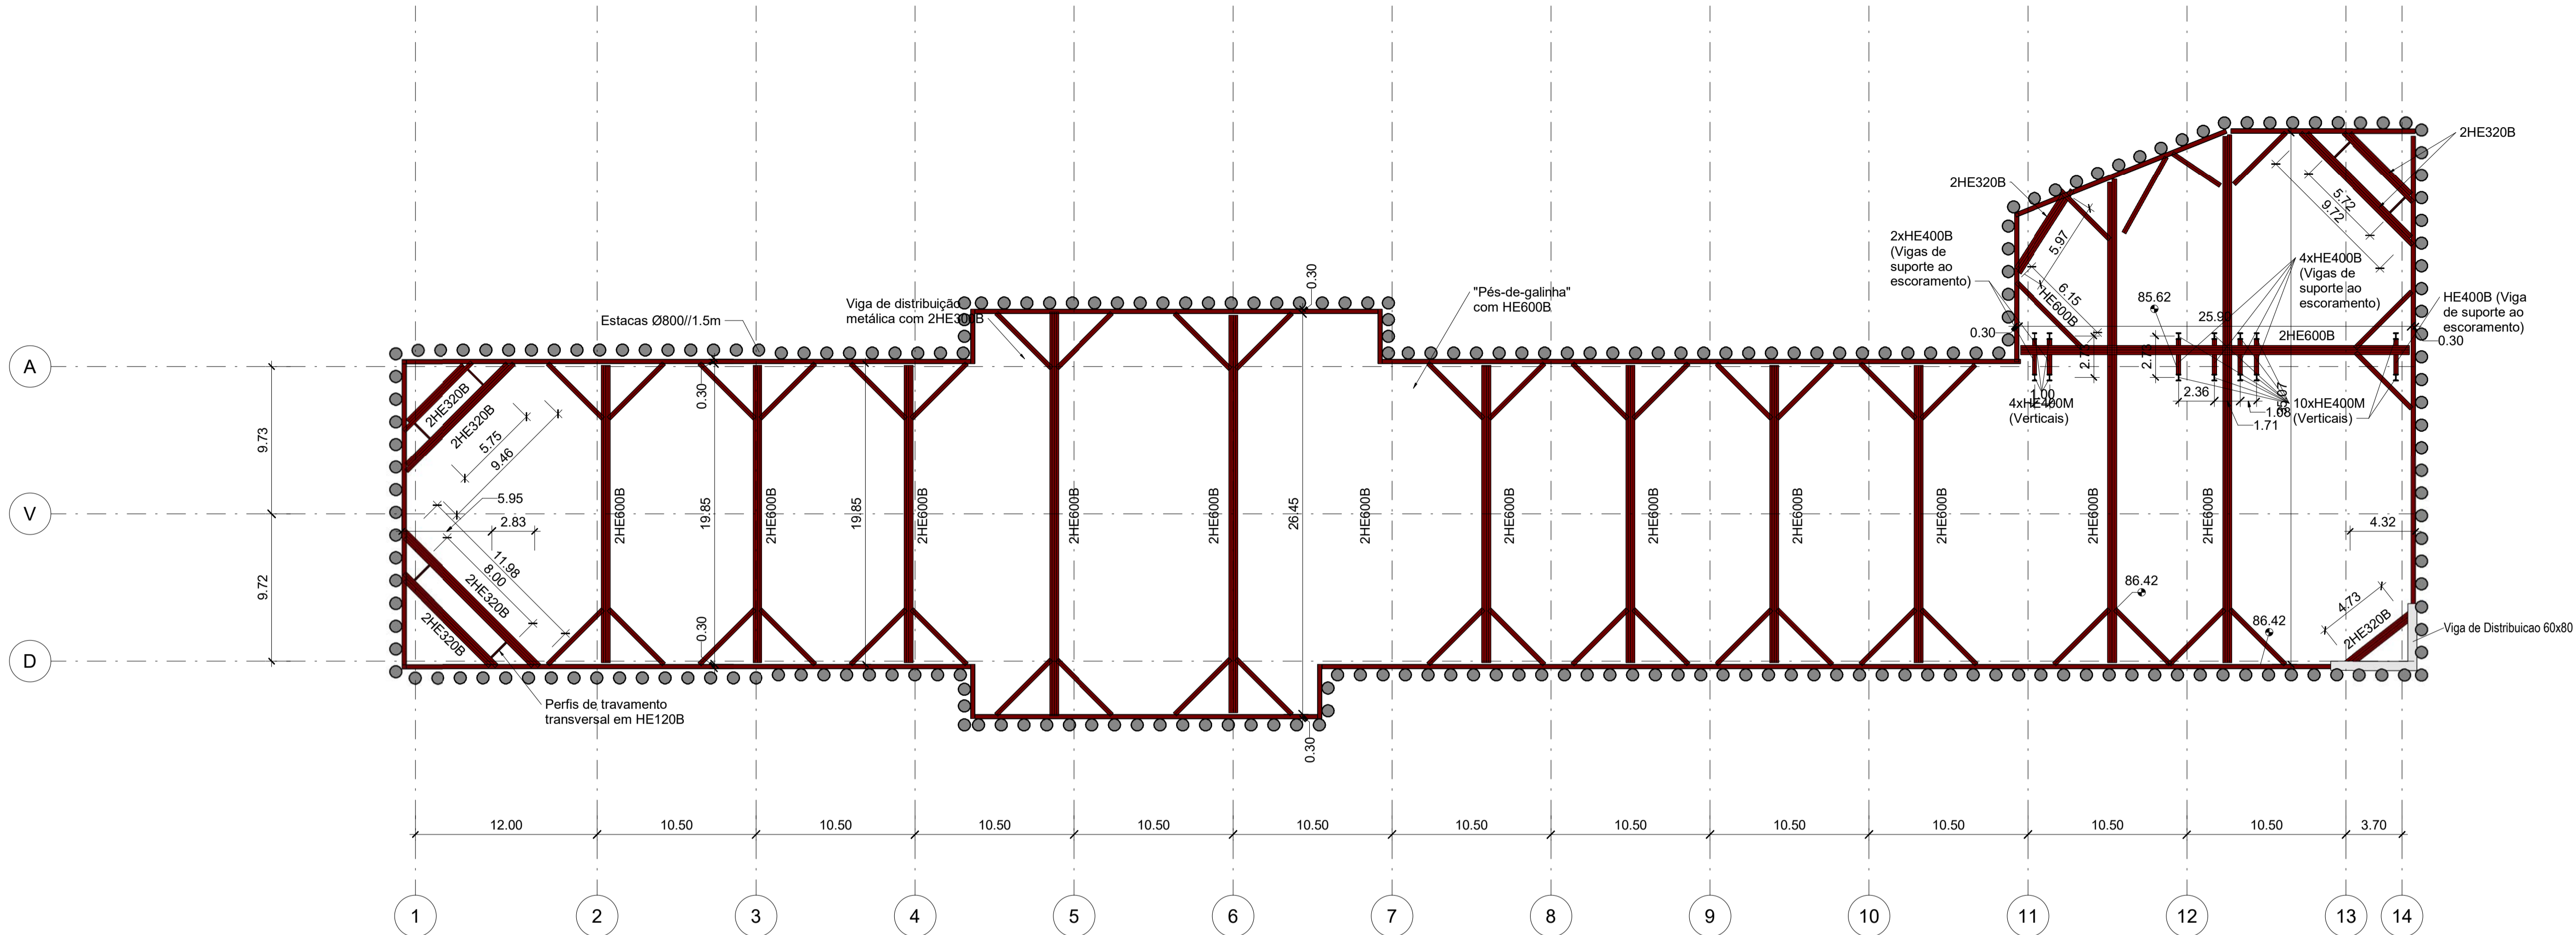 2HE320B
2HE320B
5.72
9.72
5.97
2xHE400B
(Vigas de
suporte ao
escoramento)
6.15
HE600B
85.62
4xHE400B
(Vigas de
suporte ao
escoramento)
HE400B (Viga
de suporte ao
escoramento)
0.30
0.30
2HE600B
0.30
"Pés-de-galinha"
com HE600B
Viga de distribuição
metálica com 2HE300B
Estacas Ø800//1.5m
A
2.36
1.00
4xHE400M
(Verticais)
10xHE400M
(Verticais)
1.68
1.71
2HE320B
2HE320B
5.75
9.46
0.30
9.73
V
5.95
2.83
19.85
19.85
26.45
2HE600B
2HE600B
2HE600B
2HE600B
2HE600B
2HE600B
2HE600B
2HE600B
2HE600B
2HE600B
2HE600B
2HE600B
4.32
11.98
8.00
2HE320B
2HE320B
9.72
0.30
86.42
86.42
4.73
2HE320B
Viga de Distribuicao 60x80
D
Perfis de travamento
transversal em HE120B
0.30
12.00
10.50
10.50
10.50
10.50
10.50
10.50
10.50
10.50
10.50
10.50
10.50
3.70
1
2
3
4
5
6
7
8
9
10
11
12
13
14